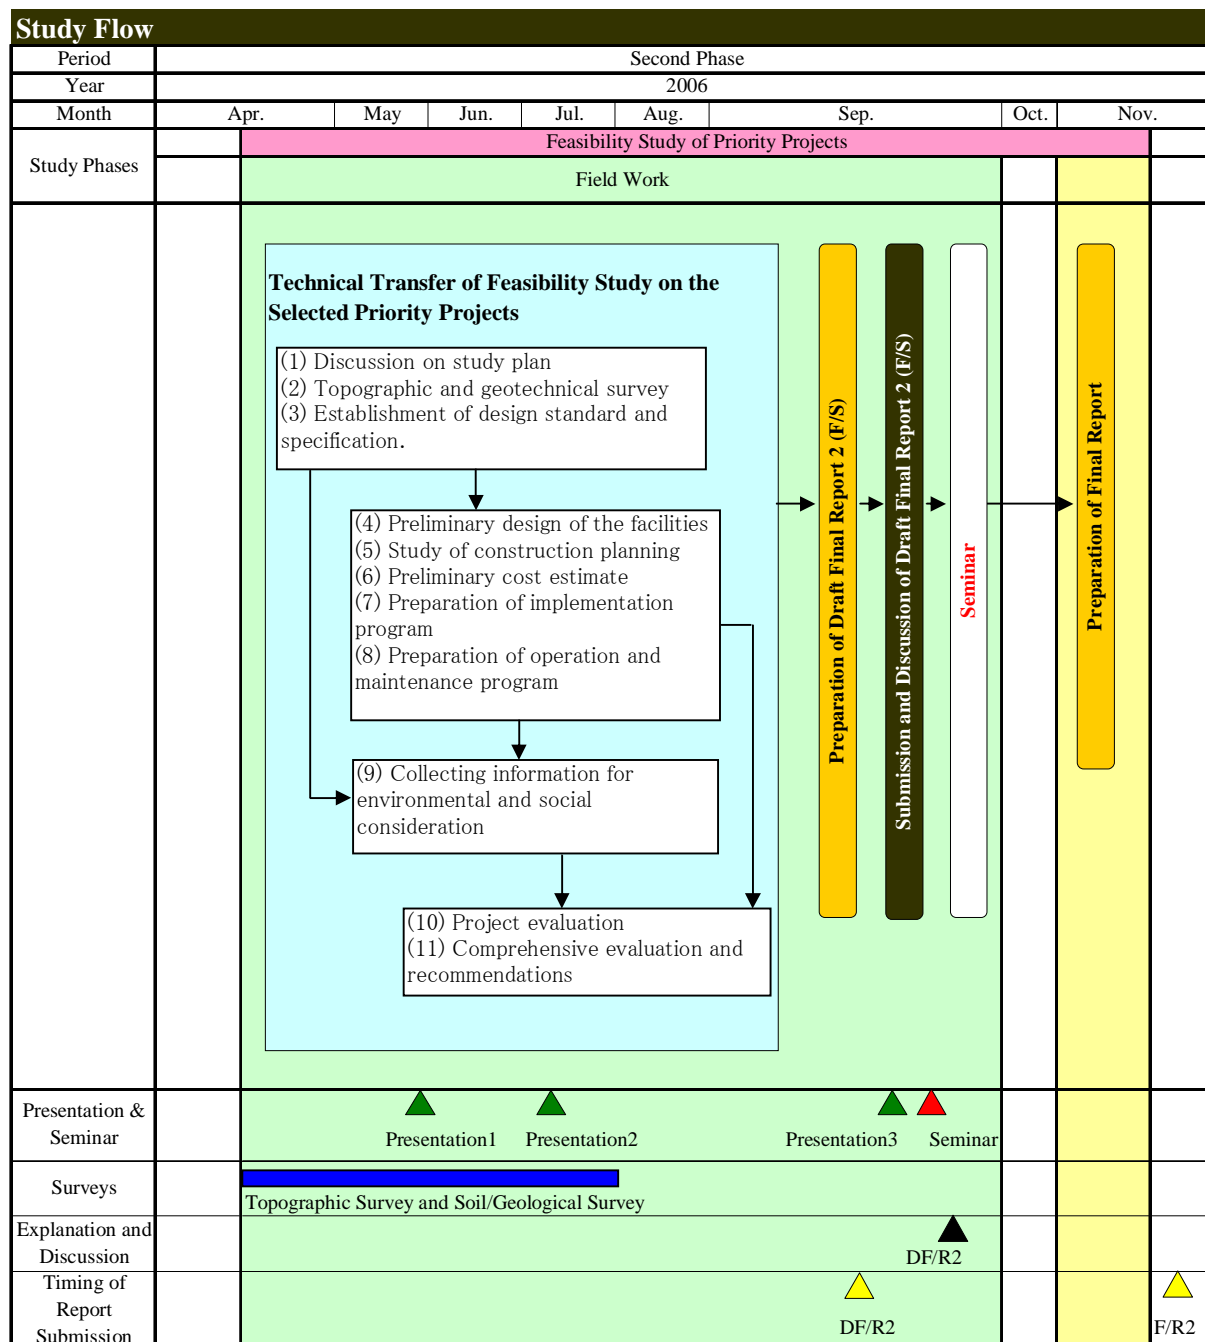 Study Flow
Period
Second Phase
Year
2006
Month
Apr.
May
Jun.
Jul.
Aug.
Sep.
Oct.
Nov.
Study Phases
Feasibility Study of Priority Projects
Field Work
Technical Transfer of Feasibility Study on the
Selected Priority Projects
(1) Discussion on study plan
(2) Topographic and geotechnical survey
(3) Establishment of design standard and
specification.
(4) Preliminary design of the facilities
(5) Study of construction planning
(6) Preliminary cost estimate
(7) Preparation of implementation
program
(8) Preparation of operation and
maintenance program
(9) Collecting information for
environmental and social
consideration
(10) Project evaluation
(11) Comprehensive evaluation and
recommendations
Preparation of Draft Final Report 2 (F/S)
Submission and Discussion of Draft Final Report 2 (F/S)
Seminar
Preparation of Final Report
Presentation &
Seminar
Presentation1
Presentation2
Presentation3
Seminar
Surveys
Topographic Survey and Soil/Geological Survey
Explanation and
Discussion
DF/R2
Timing of
Report
Submission
DF/R2
F/R2